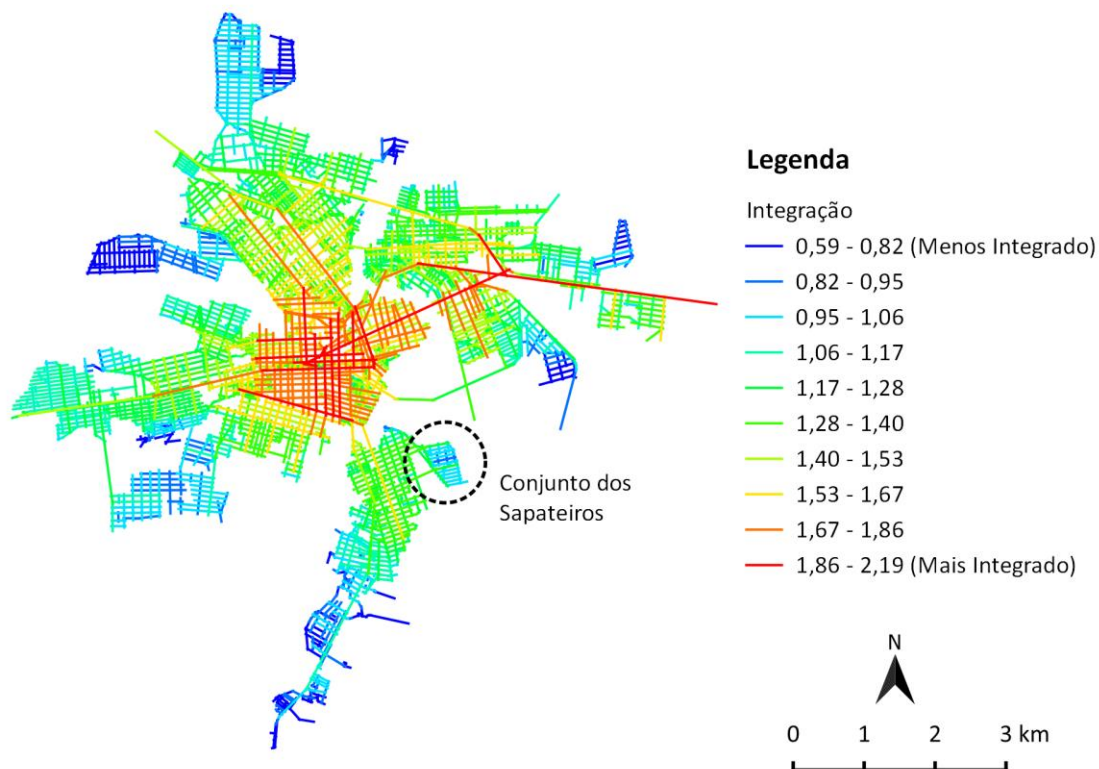 Legenda
Integração
0,59 - 0,82 (Menos Integrado)
0,82 - 0,95
0,95 - 1,06
1,06 - 1,17
1,17 - 1,28
1,28 - 1,40
1,40 - 1,53
1,53 - 1,67
1,67 - 1,86
1,86 - 2,19 (Mais Integrado)
Conjunto dos
Sapateiros
N
0 1 2 3 km